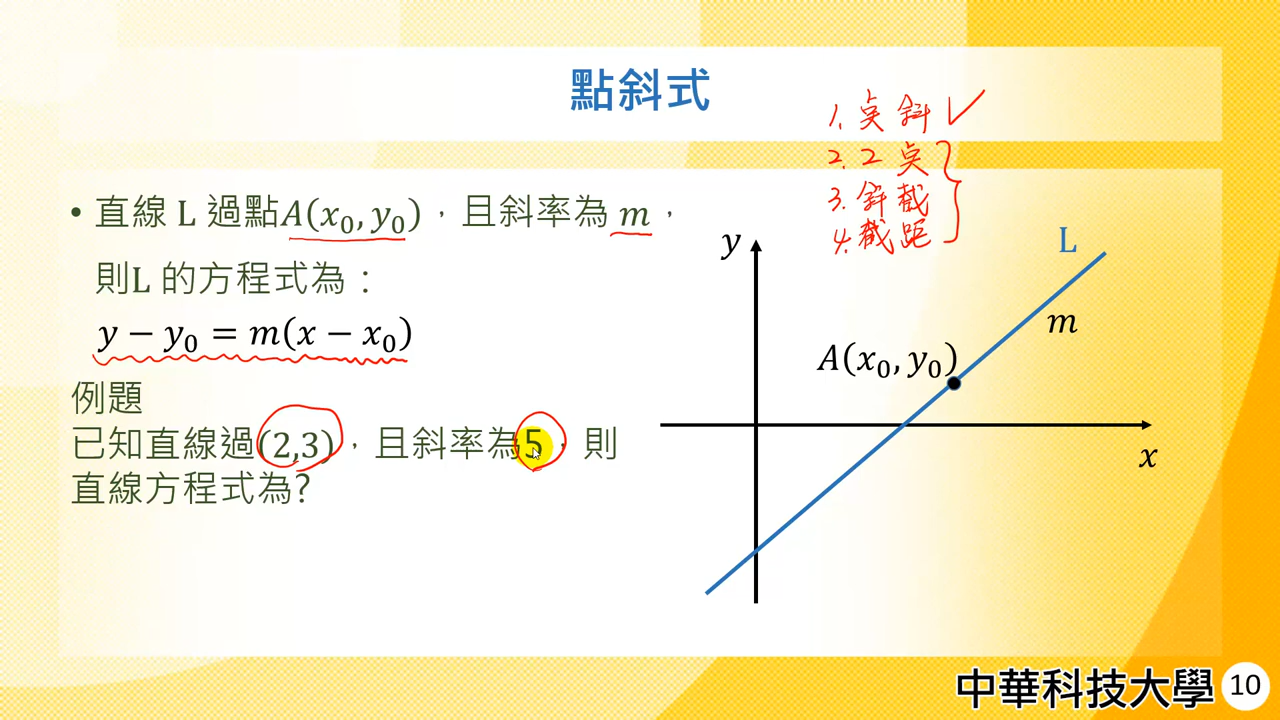 點斜式
1. 点斜 ✓
2. 2点
3. 斜截
4. 截距
• 直線 L 過點A(x₀, y₀)，且斜率為 m，
則L 的方程式為：
y − y₀ = m(x − x₀)
例題
已知直線過(2,3)，且斜率為5，則
直線方程式為?
y
L
m
A(x₀, y₀)
x
中華科技大學 10